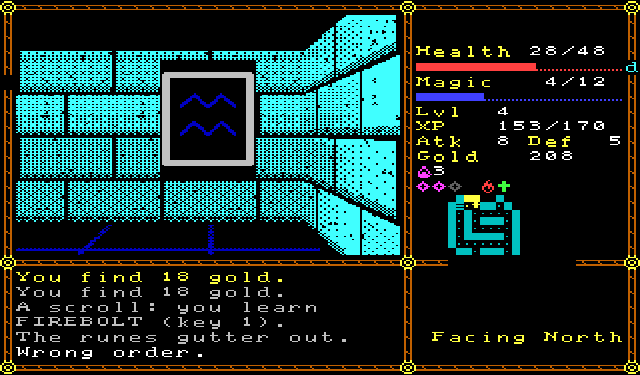 Health 28/48
d
Magic 4/12
Lvl 4
XP 153/170
Atk 8 Def 5
Gold 208
3
You find 18 gold.
You find 18 gold.
A scroll: you learn
FIREBOLT (key 1).
The runes gutter out.
Wrong order.
Facing North